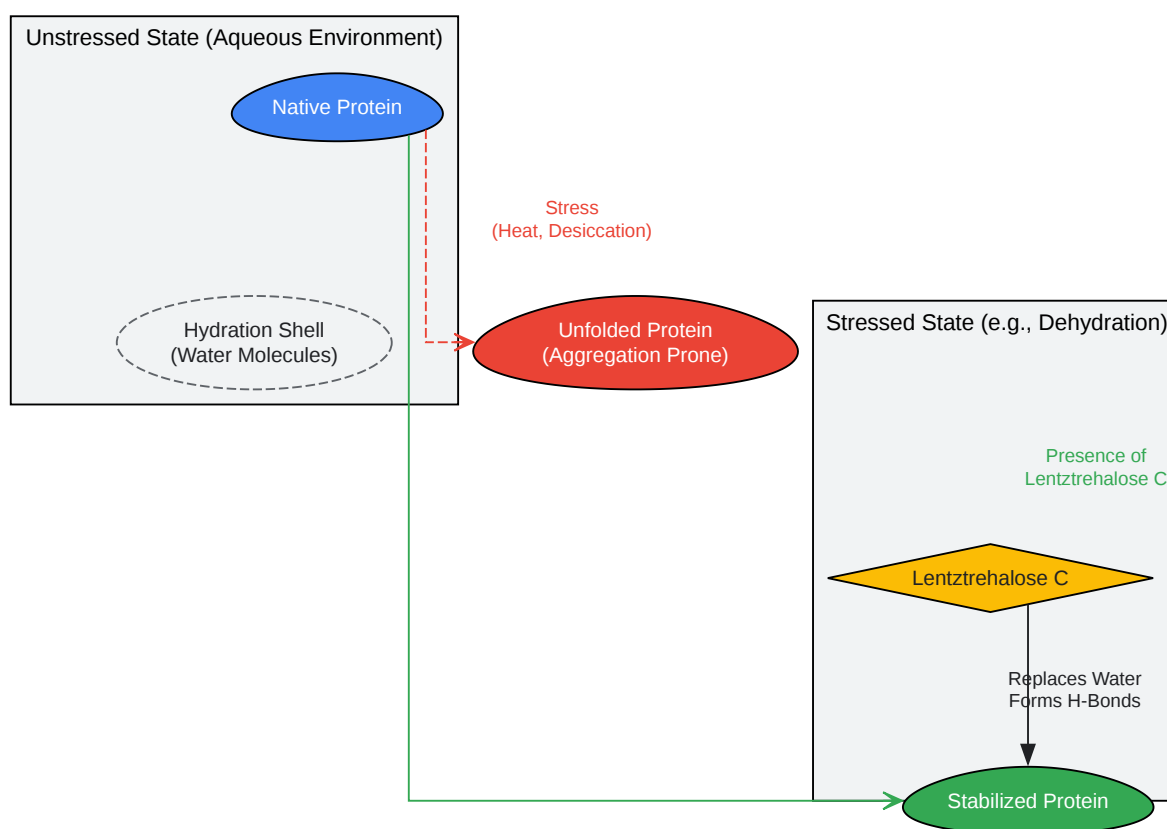 Unstressed State (Aqueous Environment)
Native Protein
Stress
(Heat, Desiccation)
Hydration Shell
(Water Molecules)
Unfolded Protein
(Aggregation Prone)
Stressed State (e.g., Dehydration)
Presence of
Lentztrehalose C
Lentztrehalose C
Replaces Water
Forms H-Bonds
Stabilized Protein